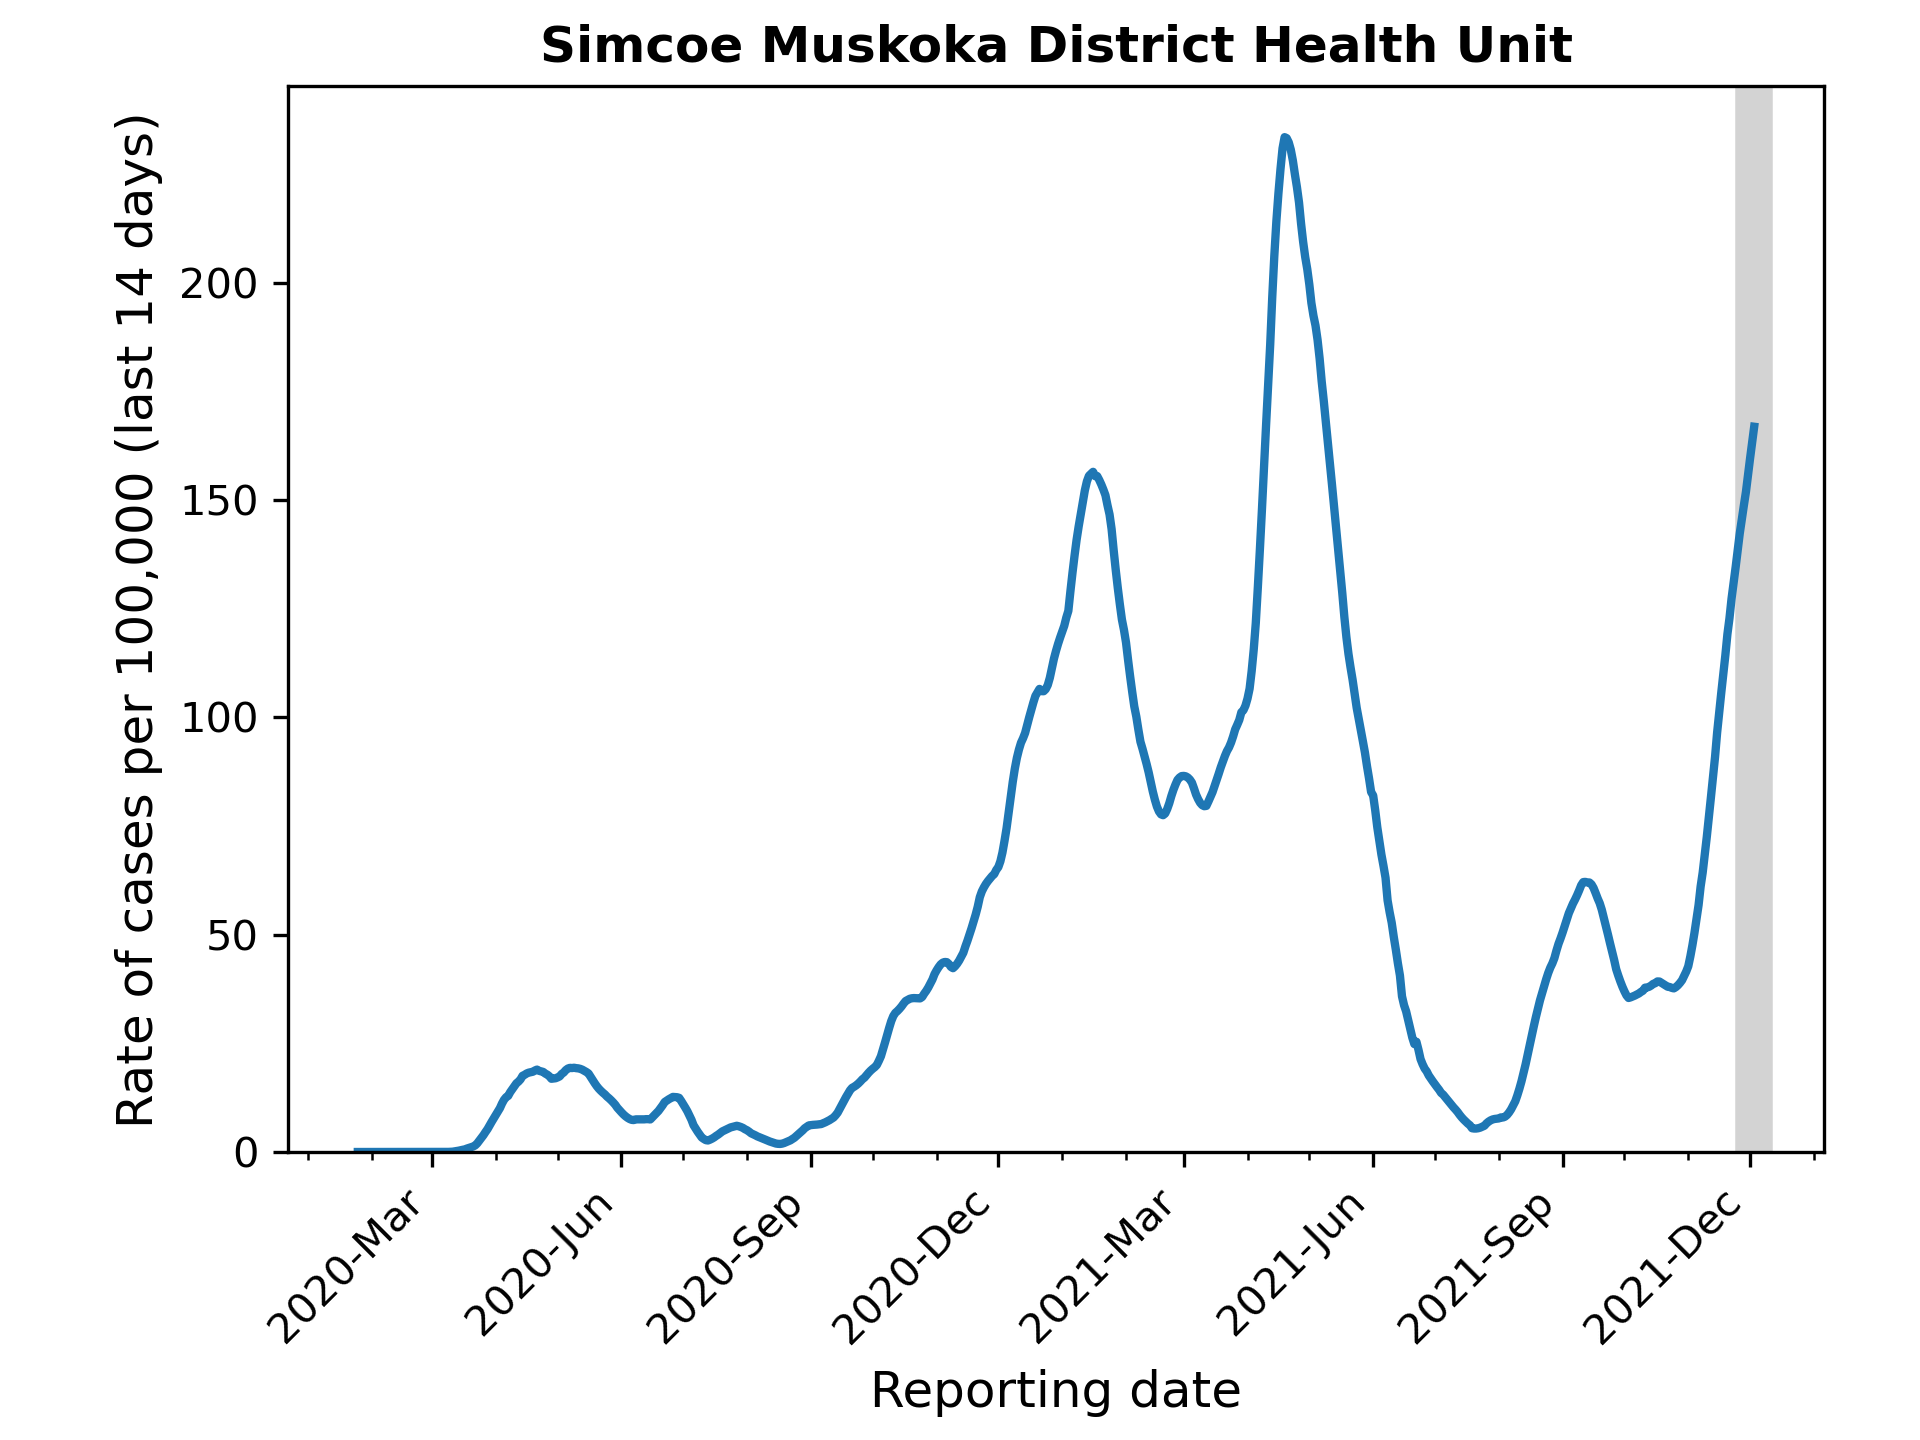 Simcoe Muskoka District Health Unit
Rate of cases per 100,000 (last 14 days)
200
150
100
50
0
2020-Mar
2020-Jun
2020-Sep
2020-Dec
2021-Mar
2021-Jun
2021-Sep
2021-Dec
Reporting date